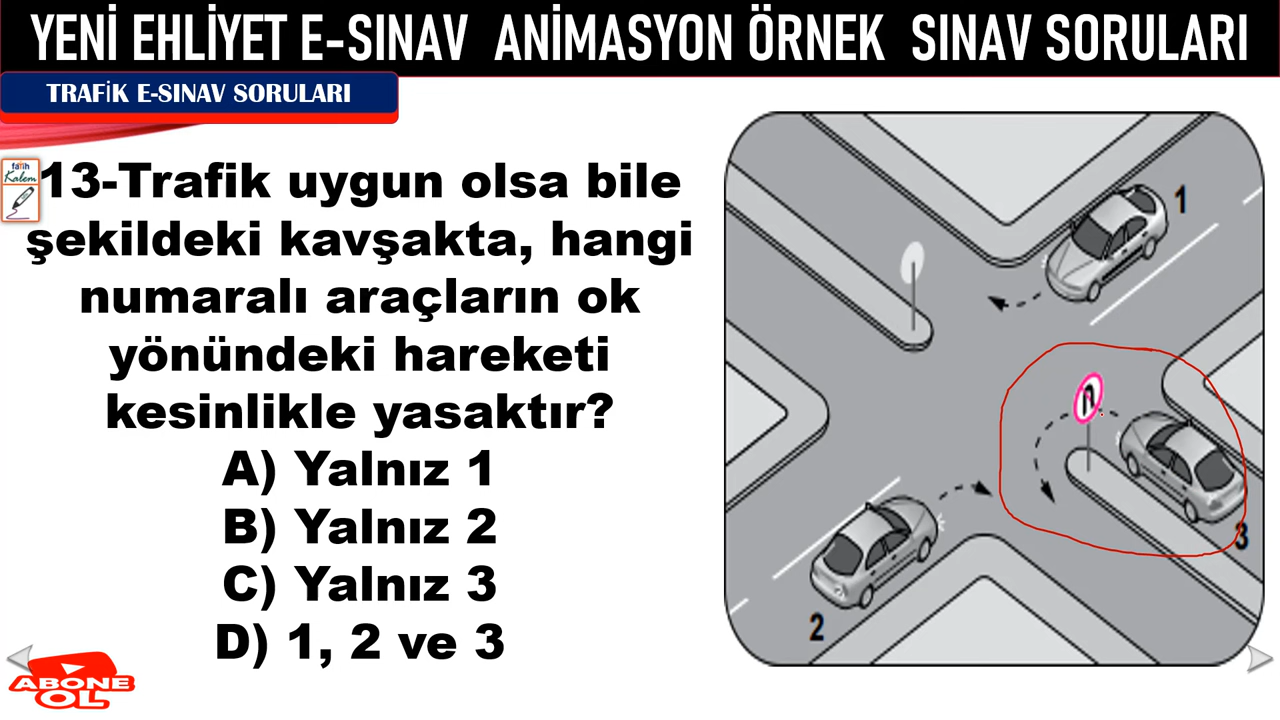 YENİ EHLİYET E-SINAV ANİMASYON ÖRNEK SINAV SORULARI
TRAFİK E-SINAV SORULARI
fatih
Kalem
13-Trafik uygun olsa bile
şekildeki kavşakta, hangi
numaralı araçların ok
yönündeki hareketi
kesinlikle yasaktır?
A) Yalnız 1
B) Yalnız 2
C) Yalnız 3
D) 1, 2 ve 3
1
2
3
ABONE
OL